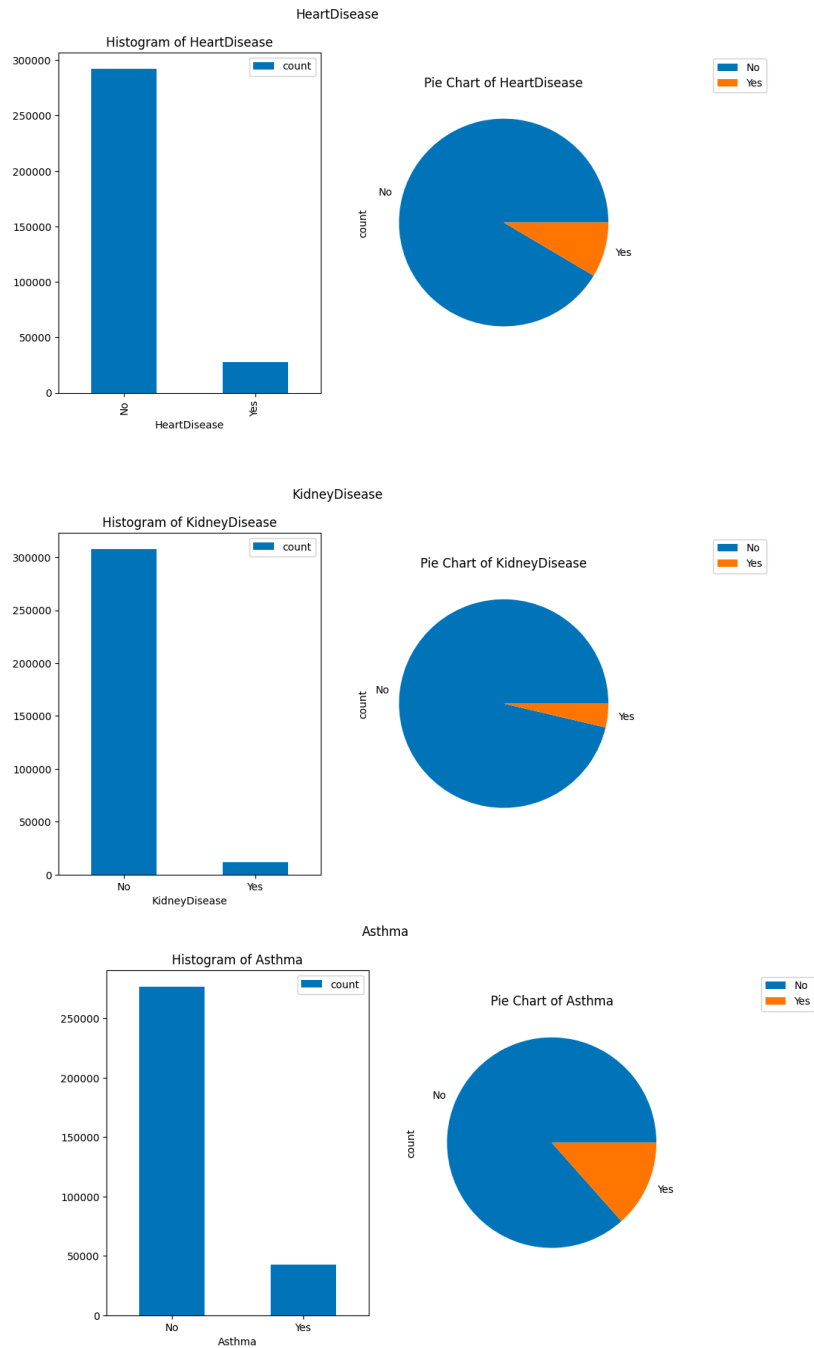 HeartDisease
Histogram of HeartDisease
count
300000
250000
200000
150000
100000
50000
0
No
Yes
HeartDisease
Pie Chart of HeartDisease
No
Yes
No
count
Yes
KidneyDisease
Histogram of KidneyDisease
count
300000
250000
200000
150000
100000
50000
0
No
Yes
KidneyDisease
Pie Chart of KidneyDisease
No
Yes
No
count
Yes
Asthma
Histogram of Asthma
count
250000
200000
150000
100000
50000
0
No
Yes
Asthma
Pie Chart of Asthma
No
Yes
No
count
Yes